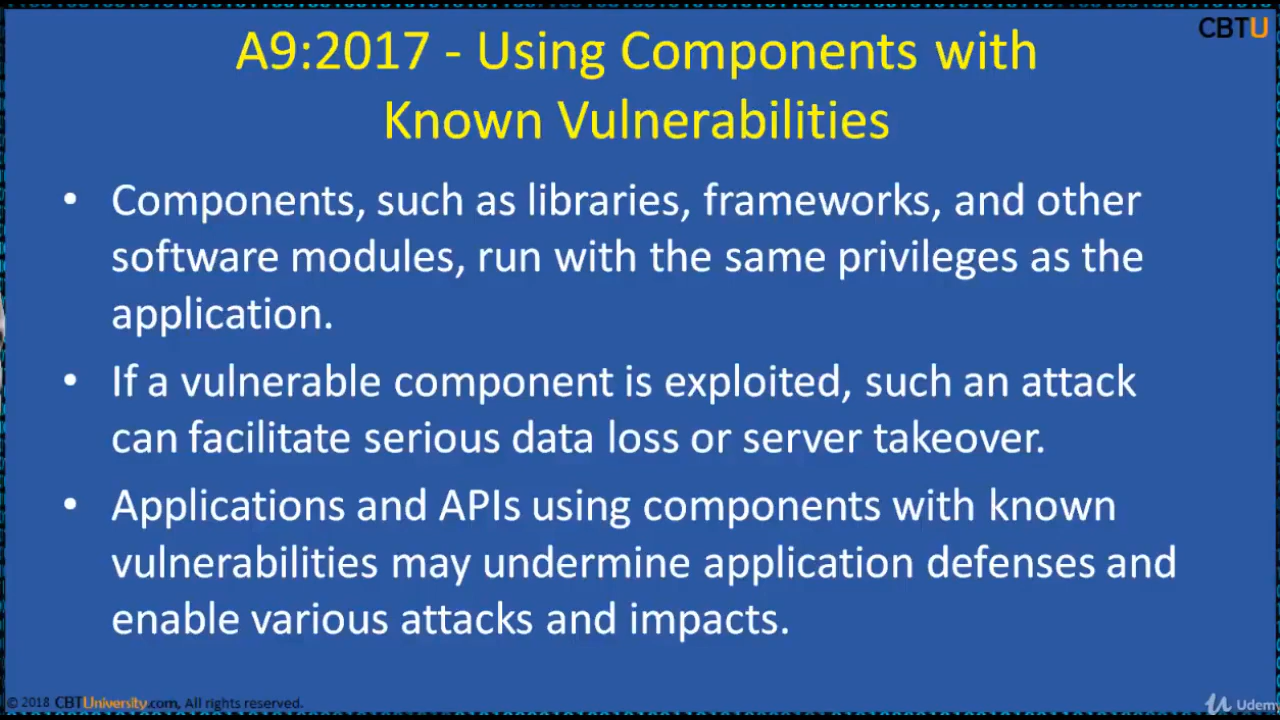 CBTU
A9:2017 - Using Components with
Known Vulnerabilities
• Components, such as libraries, frameworks, and other
software modules, run with the same privileges as the
application.
• If a vulnerable component is exploited, such an attack
can facilitate serious data loss or server takeover.
• Applications and APIs using components with known
vulnerabilities may undermine application defenses and
enable various attacks and impacts.
© 2018 CBTUniversity.com, All rights reserved.
Udemy